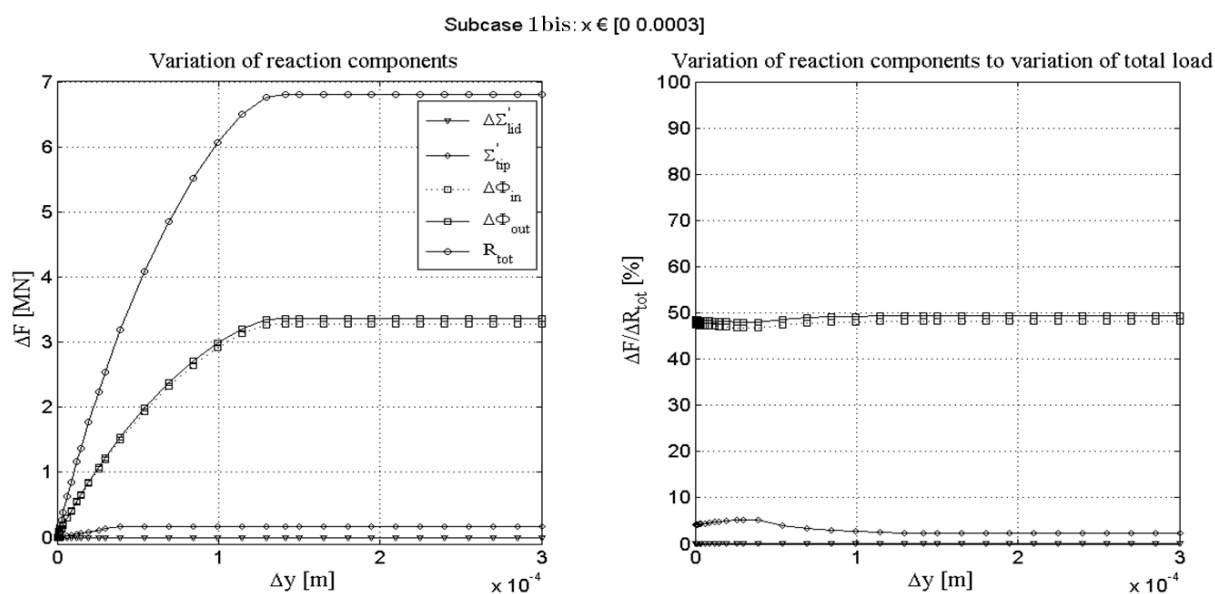 Subcase 1bis: x € [0 0.0003]
Variation of reaction components
7
6
5
4
3
2
1
0
ΔF [MN]
ΔΣ'lid
Σ'tip
ΔΦin
ΔΦout
Rtot
0
1
2
3
Δy [m]
x 10^-4
Variation of reaction components to variation of total load
100
90
80
70
60
50
40
30
20
10
0
ΔF/ΔRtot [%]
0
1
2
3
Δy [m]
x 10^-4